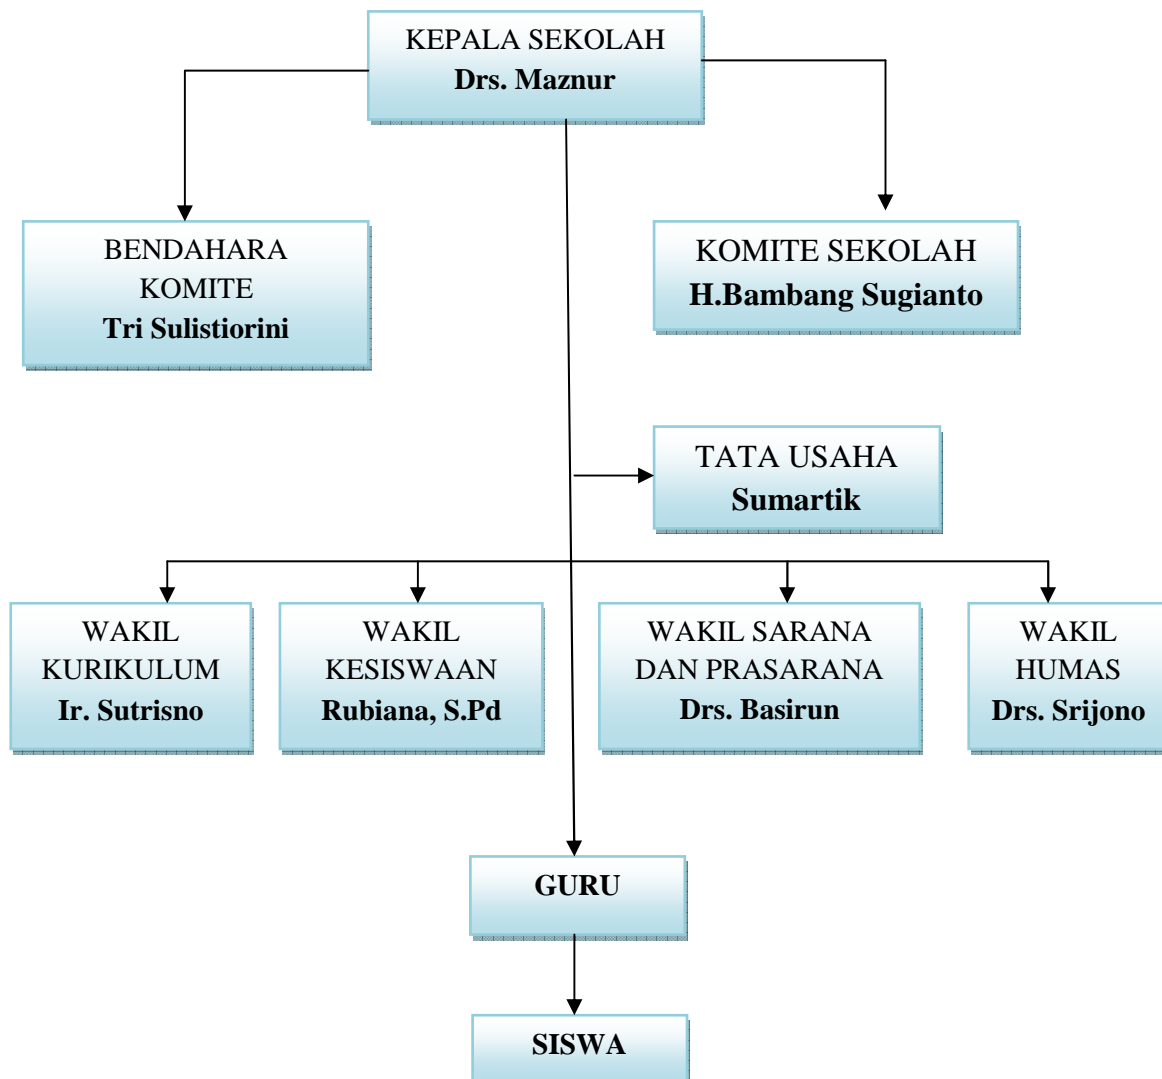 KEPALA SEKOLAH
Drs. Maznur
BENDAHARA
KOMITE
Tri Sulistiorini
KOMITE SEKOLAH
H.Bambang Sugianto
TATA USAHA
Sumartik
WAKIL
KURIKULUM
Ir. Sutrisno
WAKIL
KESISWAAN
Rubiana, S.Pd
WAKIL SARANA
DAN PRASARANA
Drs. Basirun
WAKIL
HUMAS
Drs. Srijono
GURU
SISWA